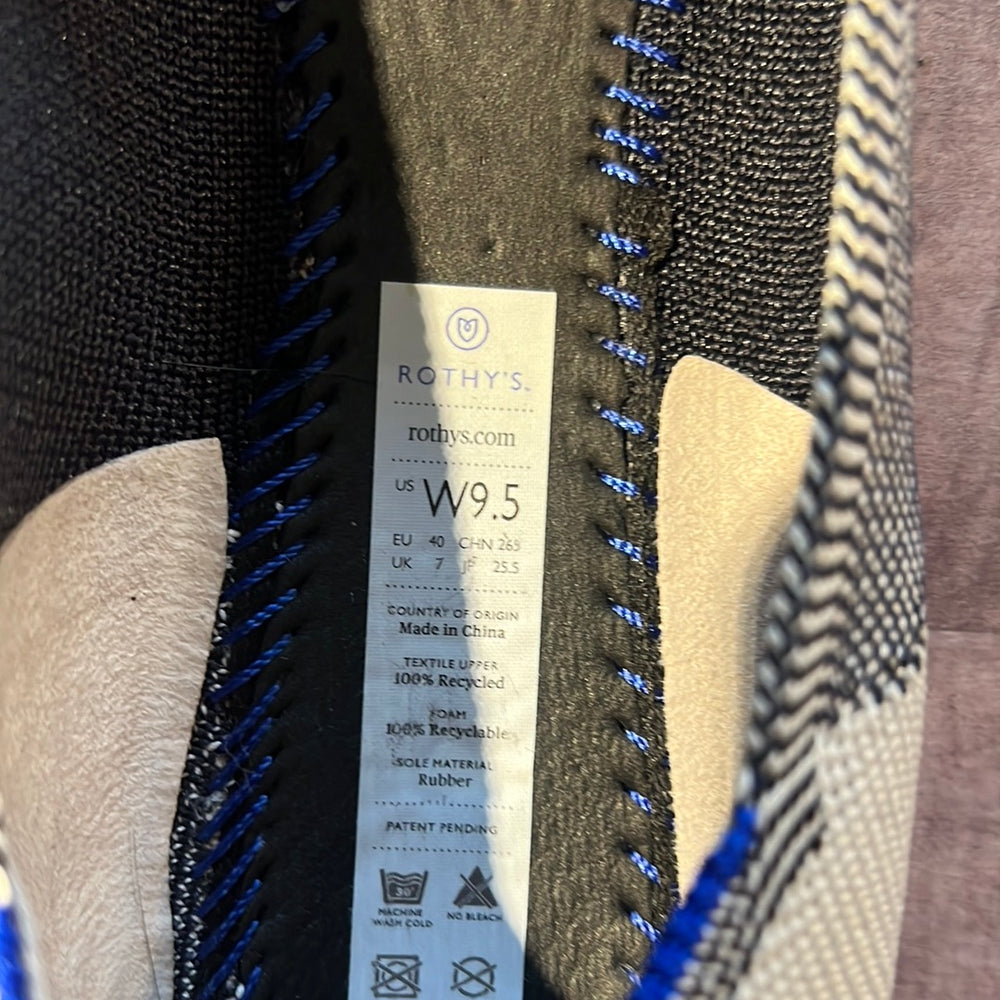 ROTHY'S™
rothys.com
US W9.5
EU 40 CHN 265
UK 7 JP 25.5
COUNTRY OF ORIGIN
Made in China
TEXTILE UPPER
100% Recycled
FOAM
100% Recyclable
SOLE MATERIAL
Rubber
PATENT PENDING
30°
MACHINE WASH COLD
NO BLEACH